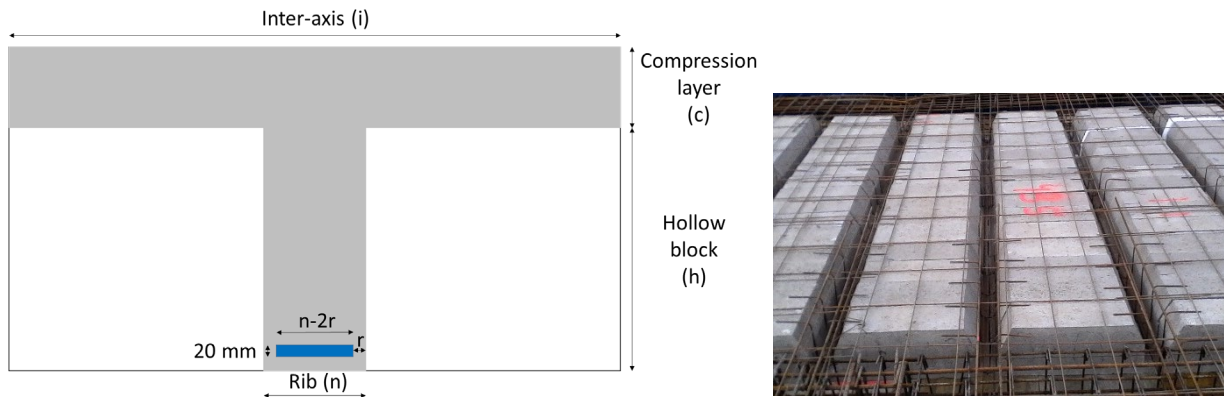 Inter-axis (i)
Compression
layer
(c)
Hollow
block
(h)
n-2r
r
20 mm
Rib (n)